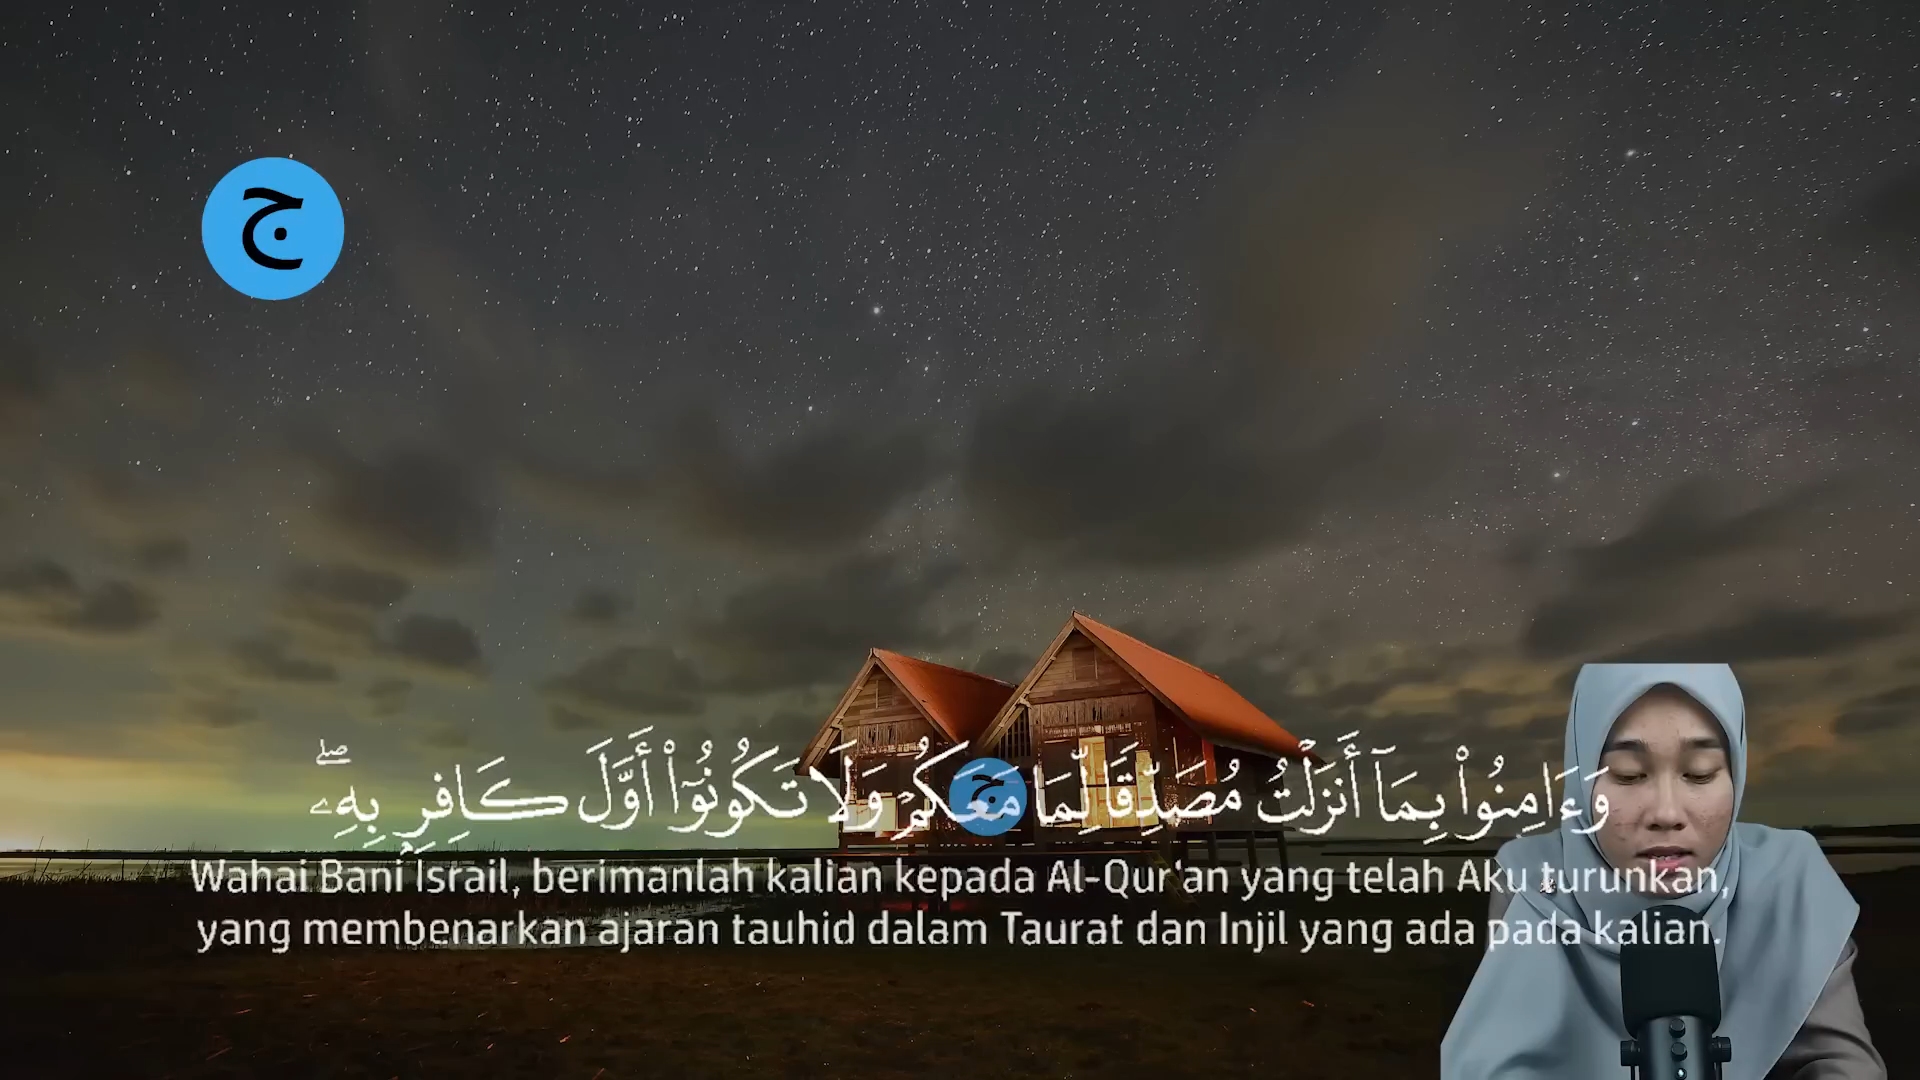 ج
وَءَامِنُوا۟ بِمَآ أَنزَلْتُ مُصَدِّقًا لِّمَا مَعَكُمْ وَلَا تَكُونُوٓا۟ أَوَّلَ كَافِرٍۭ بِهِۦ ۖ
ج
Wahai Bani Israil, berimanlah kalian kepada Al-Qur'an yang telah Aku turunkan,
yang membenarkan ajaran tauhid dalam Taurat dan Injil yang ada pada kalian.